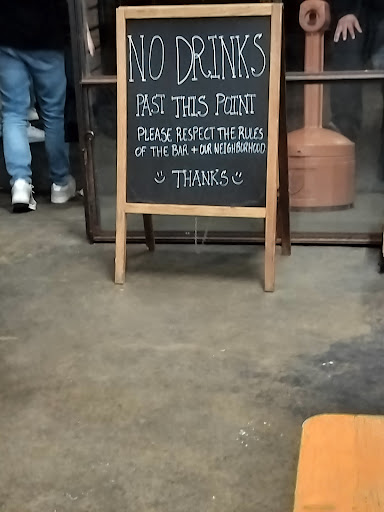 NO DRINKS
PAST THIS POINT
PLEASE RESPECT THE RULES
OF THE BAR + OUR NEIGHBORHOOD
THANKS